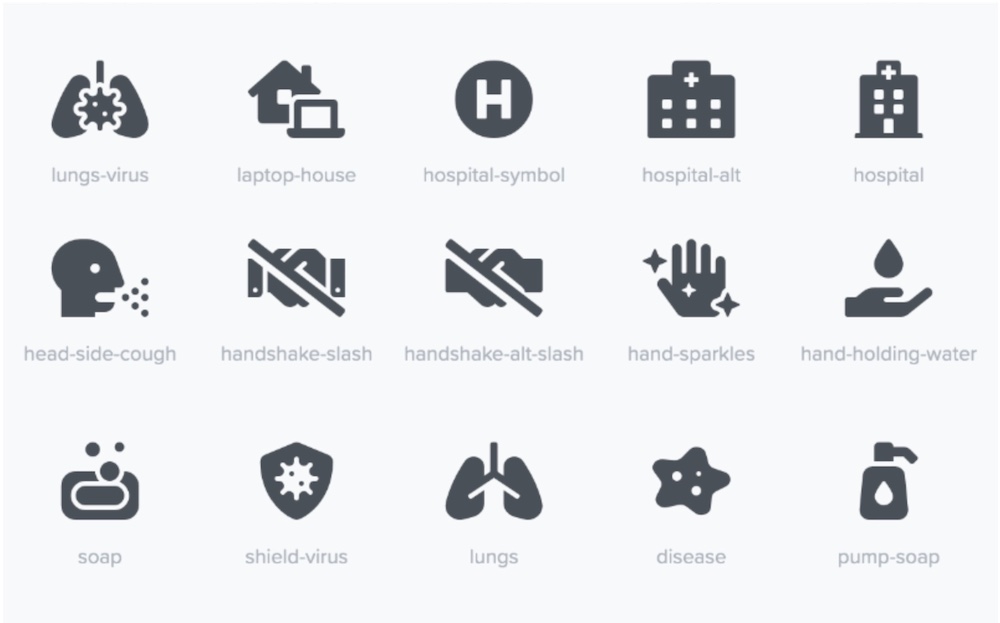 lungs-virus laptop-house hospital-symbol hospital-alt hospital
head-side-cough handshake-slash handshake-alt-slash hand-sparkles hand-holding-water
soap shield-virus lungs disease pump-soap